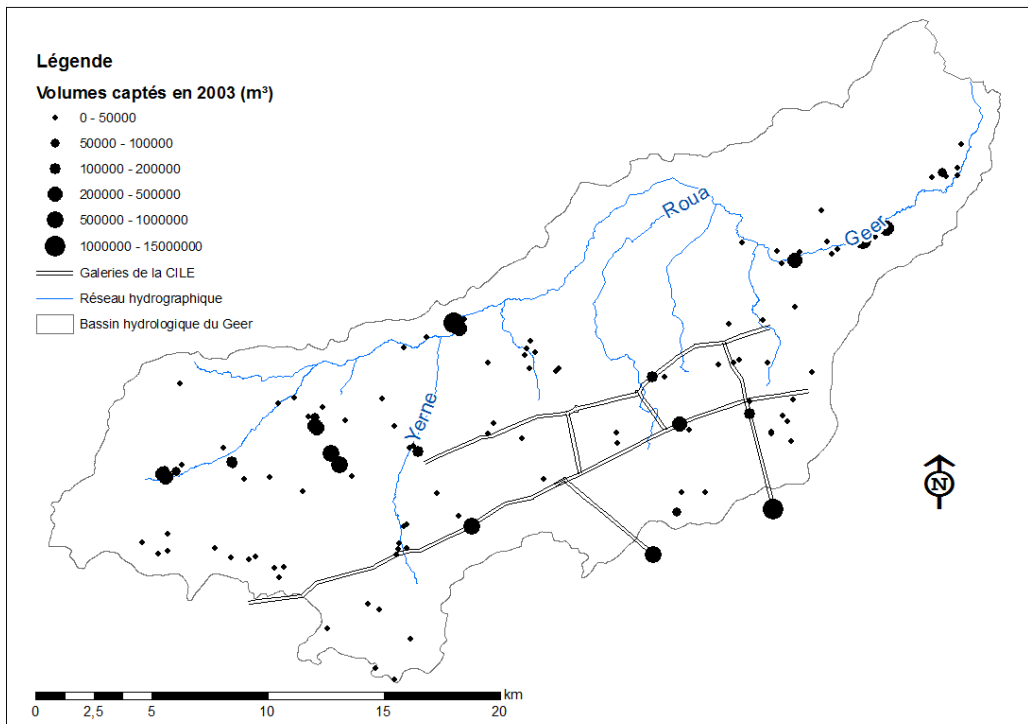 Légende
Volumes captés en 2003 (m³)
0 - 50000
50000 - 100000
100000 - 200000
200000 - 500000
500000 - 1000000
1000000 - 15000000
Galeries de la CILE
Réseau hydrographique
Bassin hydrologique du Geer
Roua
Geer
Yerne
N
km
0 2,5 5 10 15 20